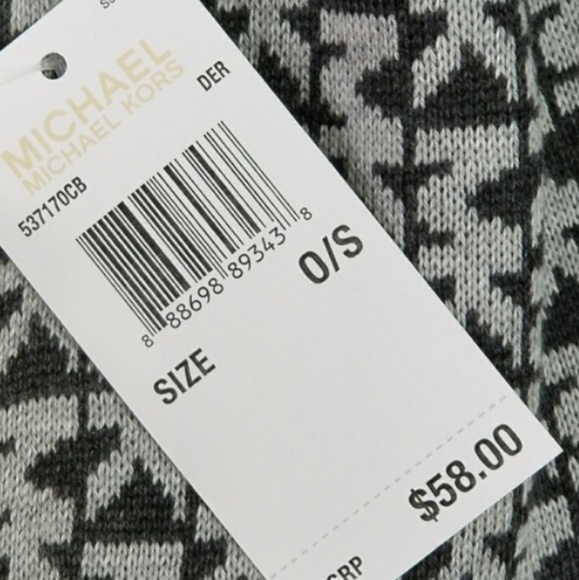 MICHAEL
MICHAEL KORS
537170CB
DER
8 88698 89343 8
O/S
SIZE
$58.00